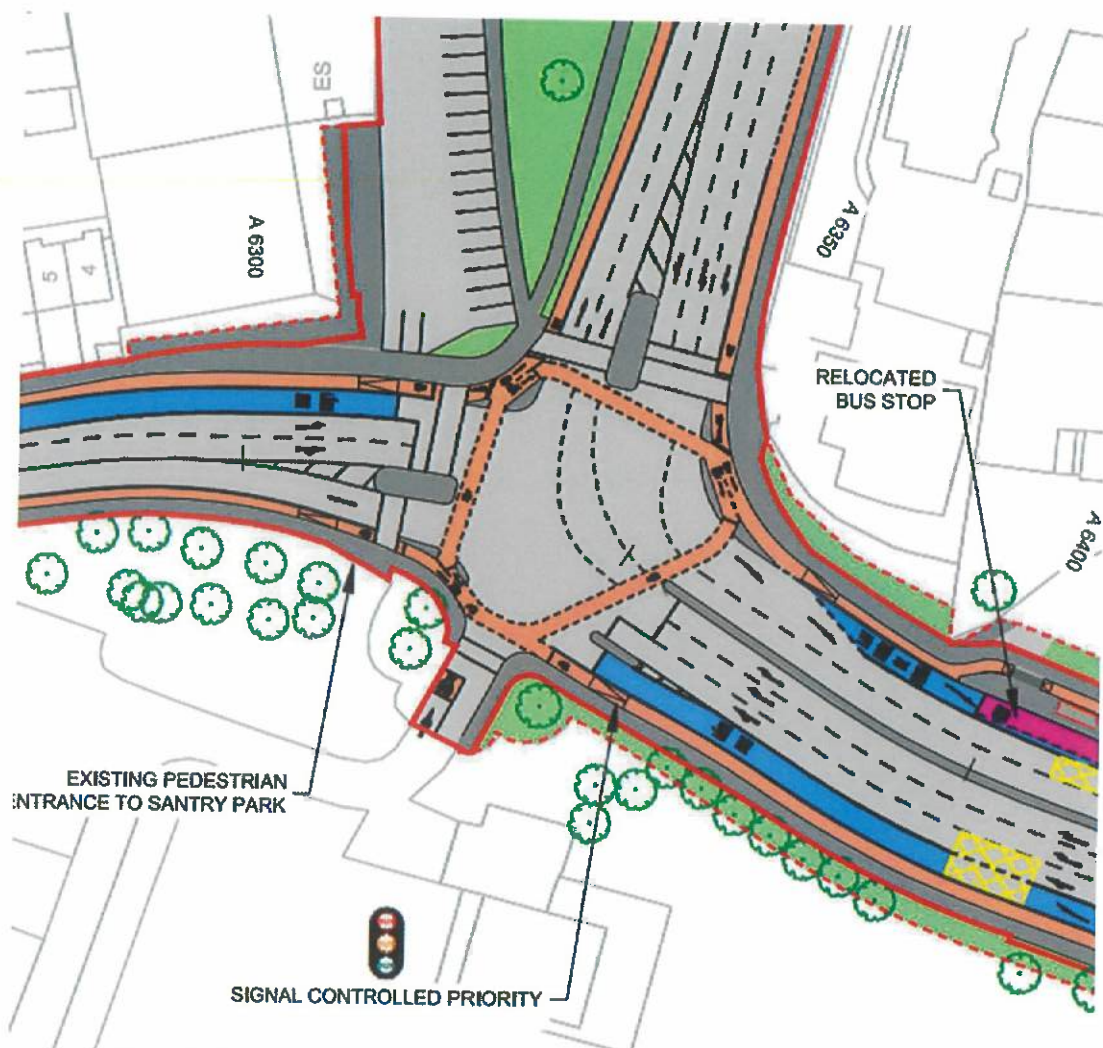 ES
A 6300
5
4
A 6350
RELOCATED
BUS STOP
A 6400
EXISTING PEDESTRIAN
ENTRANCE TO SANTRY PARK
SIGNAL CONTROLLED PRIORITY